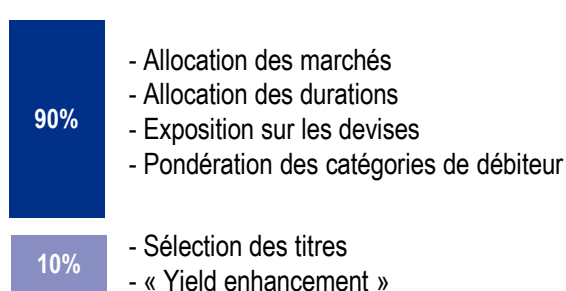 90%
- Allocation des marchés
- Allocation des durations
- Exposition sur les devises
- Pondération des catégories de débiteur
10%
- Sélection des titres
- « Yield enhancement »